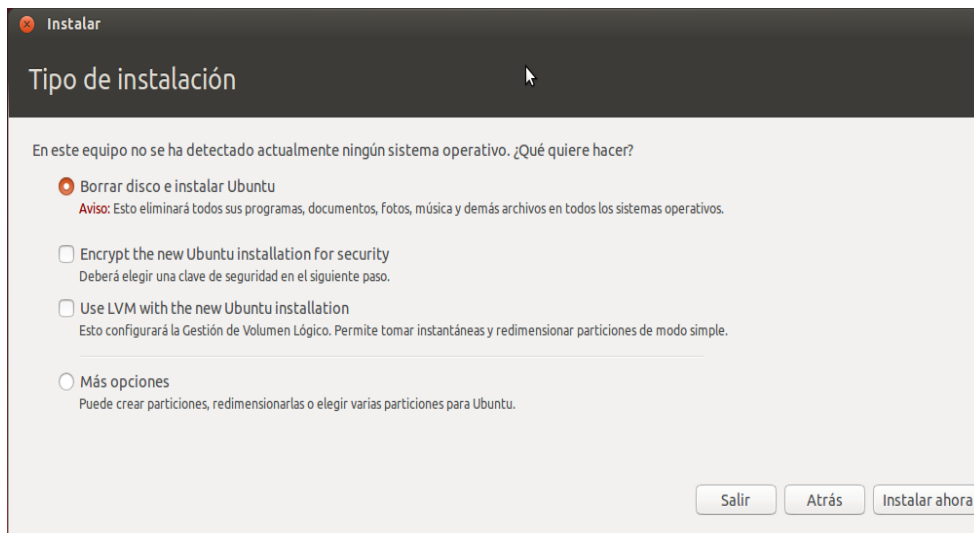 Instalar
Tipo de instalación
En este equipo no se ha detectado actualmente ningún sistema operativo. ¿Qué quiere hacer?
Borrar disco e instalar Ubuntu
Aviso: Esto eliminará todos sus programas, documentos, fotos, música y demás archivos en todos los sistemas operativos.
Encrypt the new Ubuntu installation for security
Deberá elegir una clave de seguridad en el siguiente paso.
Use LVM with the new Ubuntu installation
Esto configurará la Gestión de Volumen Lógico. Permite tomar instantáneas y redimensionar particiones de modo simple.
Más opciones
Puede crear particiones, redimensionarlas o elegir varias particiones para Ubuntu.
Salir Atrás Instalar ahora